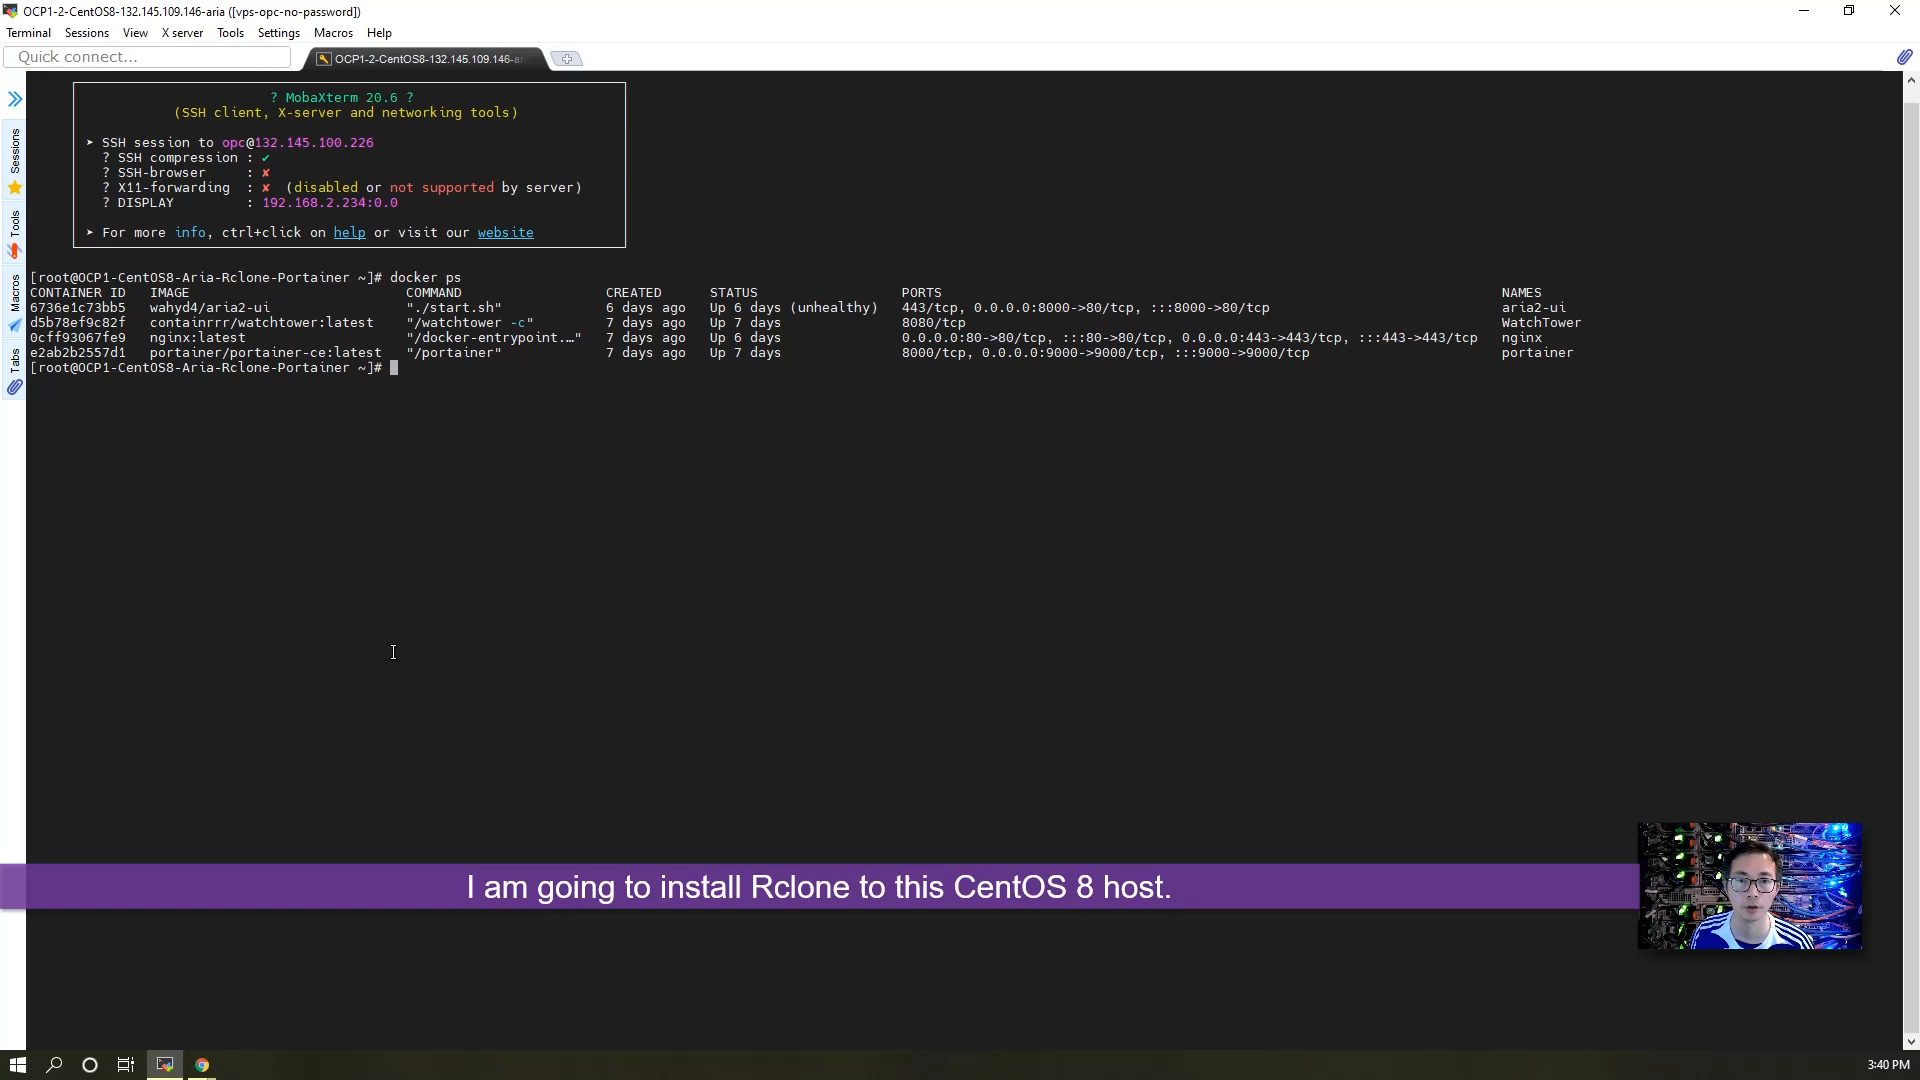 OCP1-2-CentOS8-132.145.109.146-aria ([vps-opc-no-password])
Terminal Sessions View X server Tools Settings Macros Help
Quick connect...
OCP1-2-CentOS8-132.145.109.146-ar
? MobaXterm 20.6 ?
(SSH client, X-server and networking tools)
➤ SSH session to opc@132.145.100.226
? SSH compression : ✔
? SSH-browser : ✘
? X11-forwarding : ✘ (disabled or not supported by server)
? DISPLAY : 192.168.2.234:0.0
➤ For more info, ctrl+click on help or visit our website
Sessions
Tools
Macros
Tabs
[root@OCP1-CentOS8-Aria-Rclone-Portainer ~]# docker ps
CONTAINER ID IMAGE COMMAND CREATED STATUS PORTS NAMES
6736e1c73bb5 wahyd4/aria2-ui "./start.sh" 6 days ago Up 6 days (unhealthy) 443/tcp, 0.0.0.0:8000->80/tcp, :::8000->80/tcp aria2-ui
d5b78ef9c82f containrrr/watchtower:latest "/watchtower -c" 7 days ago Up 7 days 8080/tcp WatchTower
0cff93067fe9 nginx:latest "/docker-entrypoint.…" 7 days ago Up 6 days 0.0.0.0:80->80/tcp, :::80->80/tcp, 0.0.0.0:443->443/tcp, :::443->443/tcp nginx
e2ab2b2557d1 portainer/portainer-ce:latest "/portainer" 7 days ago Up 7 days 8000/tcp, 0.0.0.0:9000->9000/tcp, :::9000->9000/tcp portainer
[root@OCP1-CentOS8-Aria-Rclone-Portainer ~]#
I am going to install Rclone to this CentOS 8 host.
3:40 PM